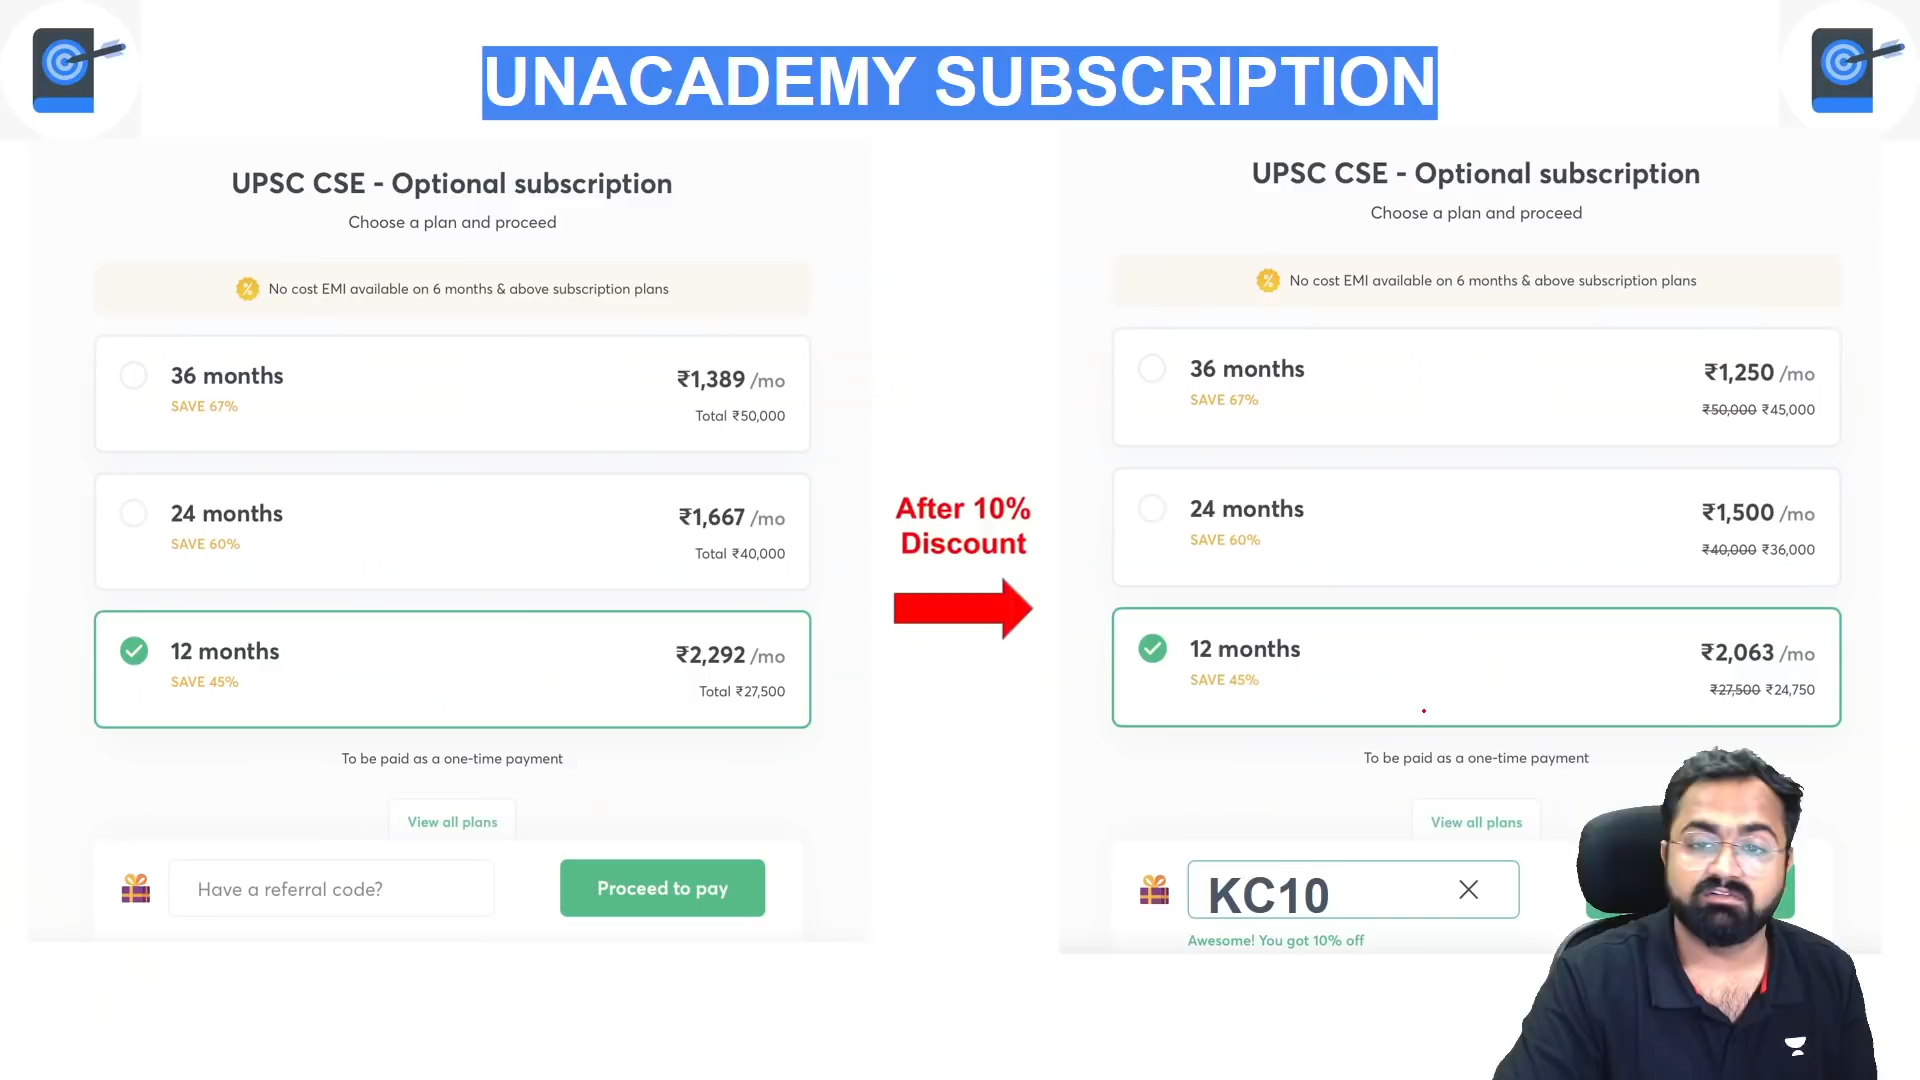 UNACADEMY SUBSCRIPTION
UPSC CSE - Optional subscription
Choose a plan and proceed
No cost EMI available on 6 months & above subscription plans
36 months
₹1,389 /mo
SAVE 67%
Total ₹50,000
24 months
₹1,667 /mo
SAVE 60%
Total ₹40,000
12 months
₹2,292 /mo
SAVE 45%
Total ₹27,500
To be paid as a one-time payment
View all plans
Have a referral code?
Proceed to pay
After 10%
Discount
UPSC CSE - Optional subscription
Choose a plan and proceed
No cost EMI available on 6 months & above subscription plans
36 months
₹1,250 /mo
SAVE 67%
₹50,000 ₹45,000
24 months
₹1,500 /mo
SAVE 60%
₹40,000 ₹36,000
12 months
₹2,063 /mo
SAVE 45%
₹27,500 ₹24,750
To be paid as a one-time payment
View all plans
KC10
Awesome! You got 10% off